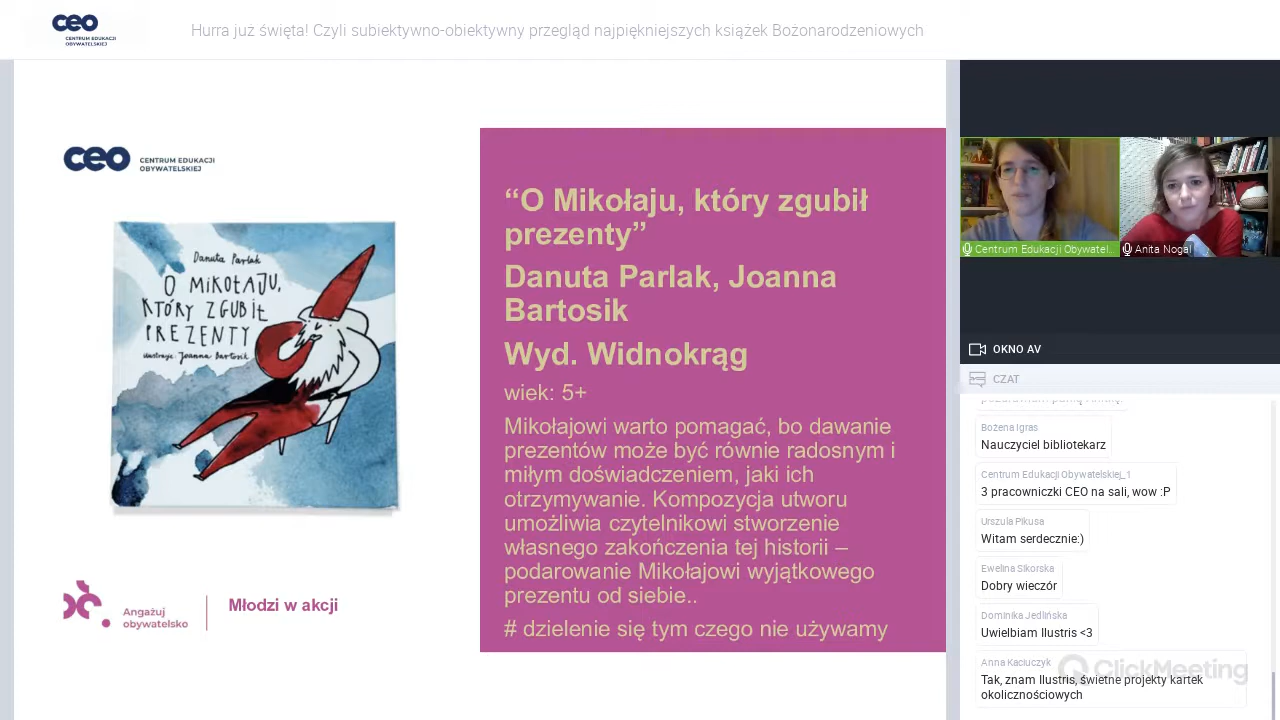 ceo
CENTRUM EDUKACJI
OBYWATELSKIEJ
Hurra już święta! Czyli subiektywno-obiektywny przegląd najpiękniejszych książek Bożonarodzeniowych
ceo
CENTRUM EDUKACJI
OBYWATELSKIEJ
Danuta Parlak
O MIKOŁAJU,
KTÓRY ZGUBIŁ
PREZENTY
ilustracje: Joanna Bartosik
Angażuj
obywatelsko
Młodzi w akcji
“O Mikołaju, który zgubił
prezenty”
Danuta Parlak, Joanna
Bartosik
Wyd. Widnokrąg
wiek: 5+
Mikołajowi warto pomagać, bo dawanie
prezentów może być równie radosnym i
miłym doświadczeniem, jaki ich
otrzymywanie. Kompozycja utworu
umożliwia czytelnikowi stworzenie
własnego zakończenia tej historii –
podarowanie Mikołajowi wyjątkowego
prezentu od siebie..
# dzielenie się tym czego nie używamy
Centrum Edukacji Obywatel.
Anita Nogaj
OKNO AV
CZAT
Bożena Igras
Nauczyciel bibliotekarz
Centrum Edukacji Obywatelskiej_1
3 pracowniczki CEO na sali, wow :P
Urszula Pikusa
Witam serdecznie:)
Ewelina Sikorska
Dobry wieczór
Dominika Jedlińska
Uwielbiam Ilustris <3
Anna Kaciuczyk
Tak, znam Ilustris, świetne projekty kartek
okolicznościowych
ClickMeeting